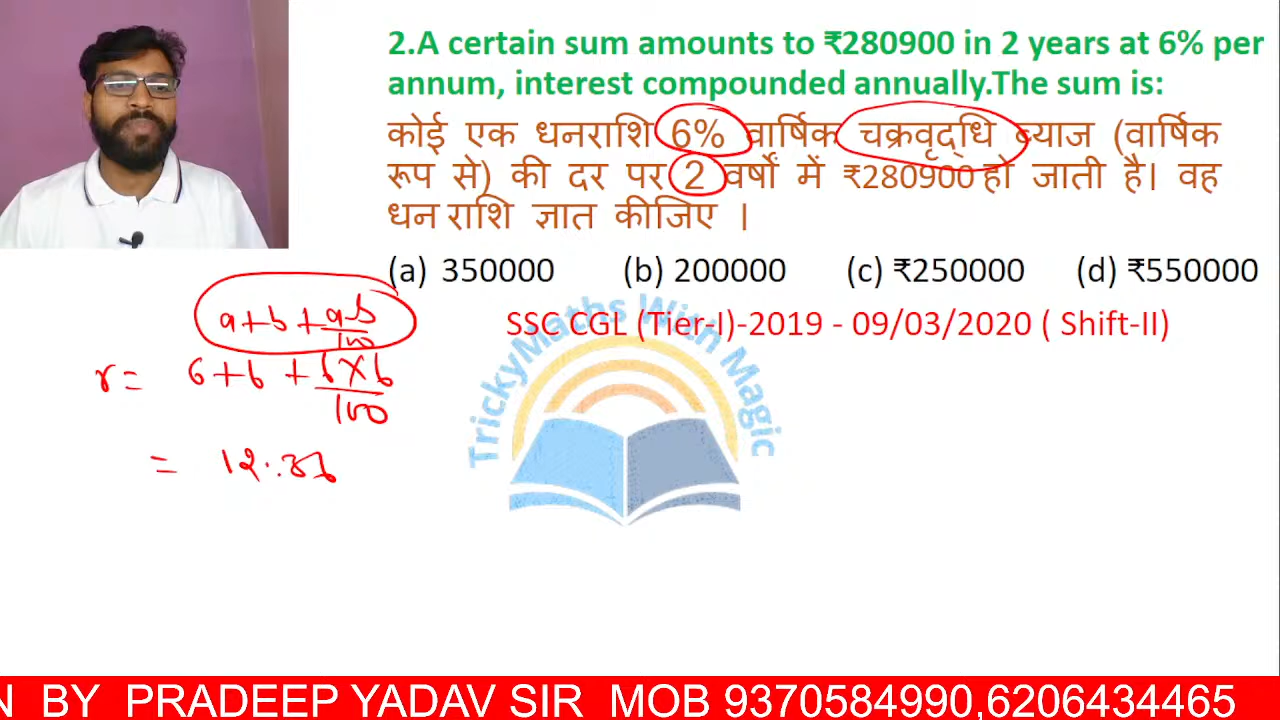 2.A certain sum amounts to ₹280900 in 2 years at 6% per
annum, interest compounded annually.The sum is:
कोई एक धनराशि 6% वार्षिक चक्रवृद्धि ब्याज (वार्षिक
रूप से) की दर पर 2 वर्षों में ₹280900 हो जाती है। वह
धन राशि ज्ञात कीजिए ।
(a) 350000 (b) 200000 (c) ₹250000 (d) ₹550000
SSC CGL (Tier-I)-2019 - 09/03/2020 ( Shift-II)
a+b+ab/100
r= 6+6+6×6/100
= 12.36
TrickyMaths With Magic
N BY PRADEEP YADAV SIR MOB 9370584990,6206434465